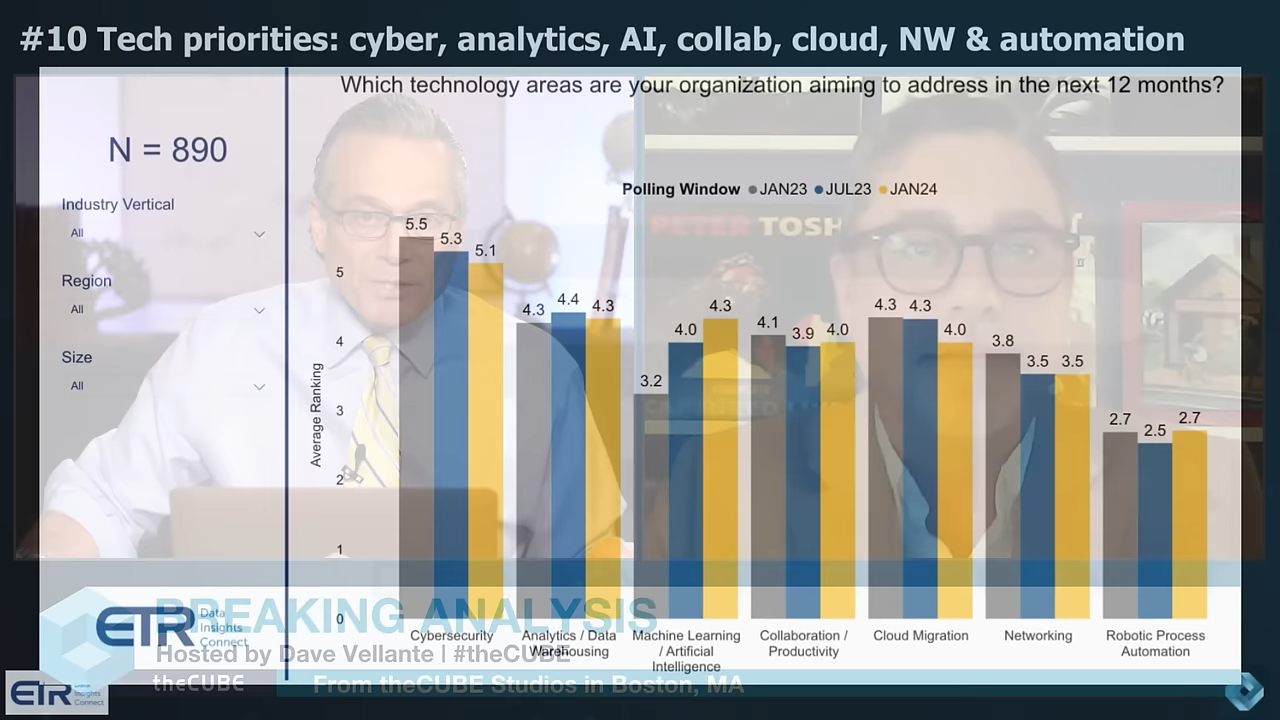 #10 Tech priorities: cyber, analytics, AI, collab, cloud, NW & automation
Which technology areas are your organization aiming to address in the next 12 months?
N = 890
Industry Vertical
All
Region
All
Size
All
Polling Window JAN23 JUL23 JAN24
PETER TOSH
Average Ranking
5
4
3
2
1
0
5.5 5.3 5.1
4.3 4.4 4.3
3.2 4.0 4.3
4.1 3.9 4.0
4.3 4.3 4.0
3.8 3.5 3.5
2.7 2.5 2.7
Cybersecurity
Analytics / Data
Warehousing
Machine Learning
/ Artificial
Intelligence
Collaboration /
Productivity
Cloud Migration
Networking
Robotic Process
Automation
ETR Data
Insights
Connect
BREAKING ANALYSIS
Hosted by Dave Vellante | #theCUBE
theCUBE
From theCUBE Studios in Boston, MA
ETR
Insights
Connect